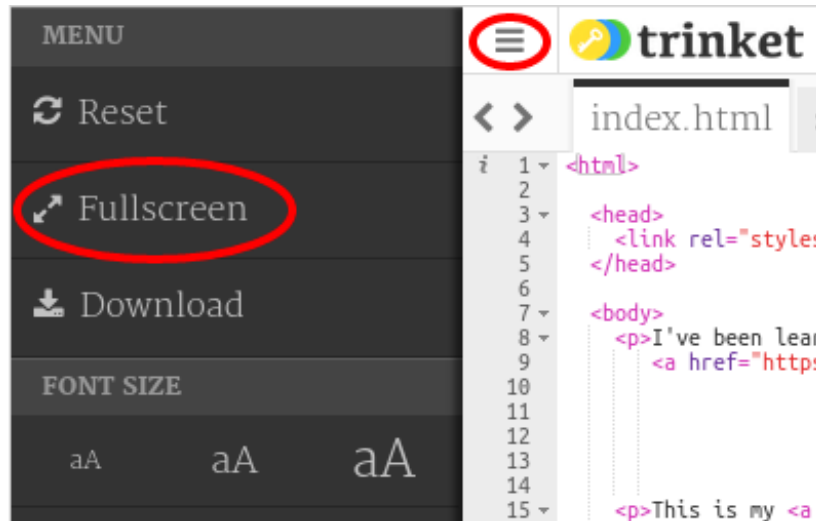 MENU
Reset
Fullscreen
Download
FONT SIZE
aA aA aA
trinket
index.html
i 1 <html>
2
3 <head>
4 <link rel="styles
5 </head>
6
7 <body>
8 <p>I've been lear
9 <a href="https
10
11
12
13
14
15 <p>This is my <a